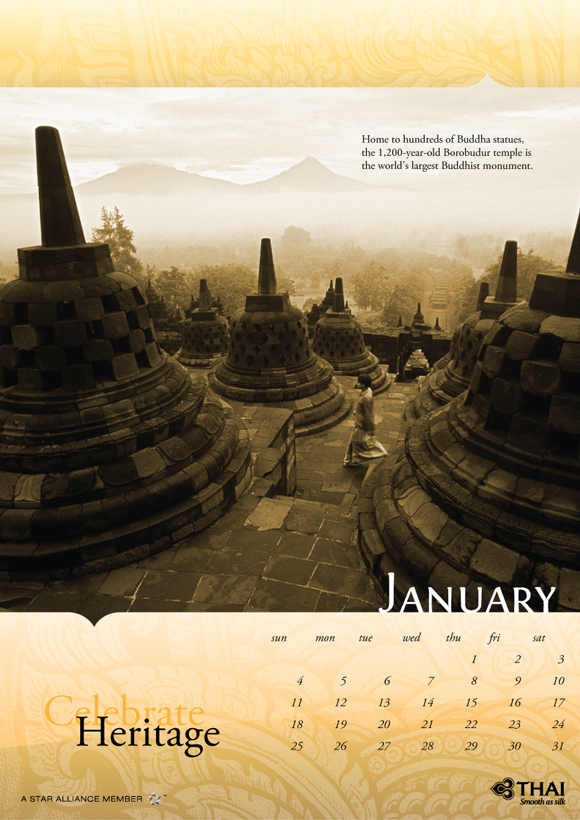 Home to hundreds of Buddha statues,
the 1,200-year-old Borobudur temple is
the world's largest Buddhist monument.
JANUARY
sun mon tue wed thu fri sat
1 2 3
4 5 6 7 8 9 10
11 12 13 14 15 16 17
18 19 20 21 22 23 24
25 26 27 28 29 30 31
Celebrate
Heritage
A STAR ALLIANCE MEMBER
THAI
Smooth as silk